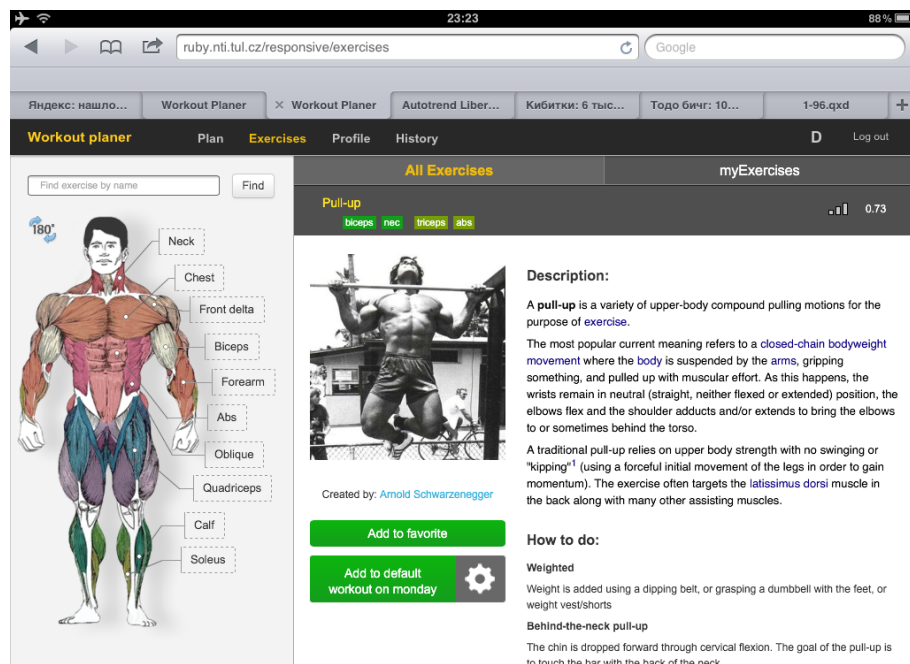 23:23
88%
ruby.nti.tul.cz/responsive/exercises
Google
Яндекс: нашло...
Workout Planer
Workout Planer
Autotrend Liber...
Кибитки: 6 тыс...
Тодо бичг: 10...
1-96.qxd
Workout planer
Plan
Exercises
Profile
History
D
Log out
Find exercise by name
Find
180°
Neck
Chest
Front delta
Biceps
Forearm
Abs
Oblique
Quadriceps
Calf
Soleus
All Exercises
myExercises
Pull-up
biceps nec triceps abs
0.73
Created by: Arnold Schwarzenegger
Add to favorite
Add to default
workout on monday
Description:
A pull-up is a variety of upper-body compound pulling motions for the
purpose of exercise.
The most popular current meaning refers to a closed-chain bodyweight
movement where the body is suspended by the arms, gripping
something, and pulled up with muscular effort. As this happens, the
wrists remain in neutral (straight, neither flexed or extended) position, the
elbows flex and the shoulder adducts and/or extends to bring the elbows
to or sometimes behind the torso.
A traditional pull-up relies on upper body strength with no swinging or
"kipping"1 (using a forceful initial movement of the legs in order to gain
momentum). The exercise often targets the latissimus dorsi muscle in
the back along with many other assisting muscles.
How to do:
Weighted
Weight is added using a dipping belt, or grasping a dumbbell with the feet, or
weight vest/shorts
Behind-the-neck pull-up
The chin is dropped forward through cervical flexion. The goal of the pull-up is
to touch the bar with the back of the neck